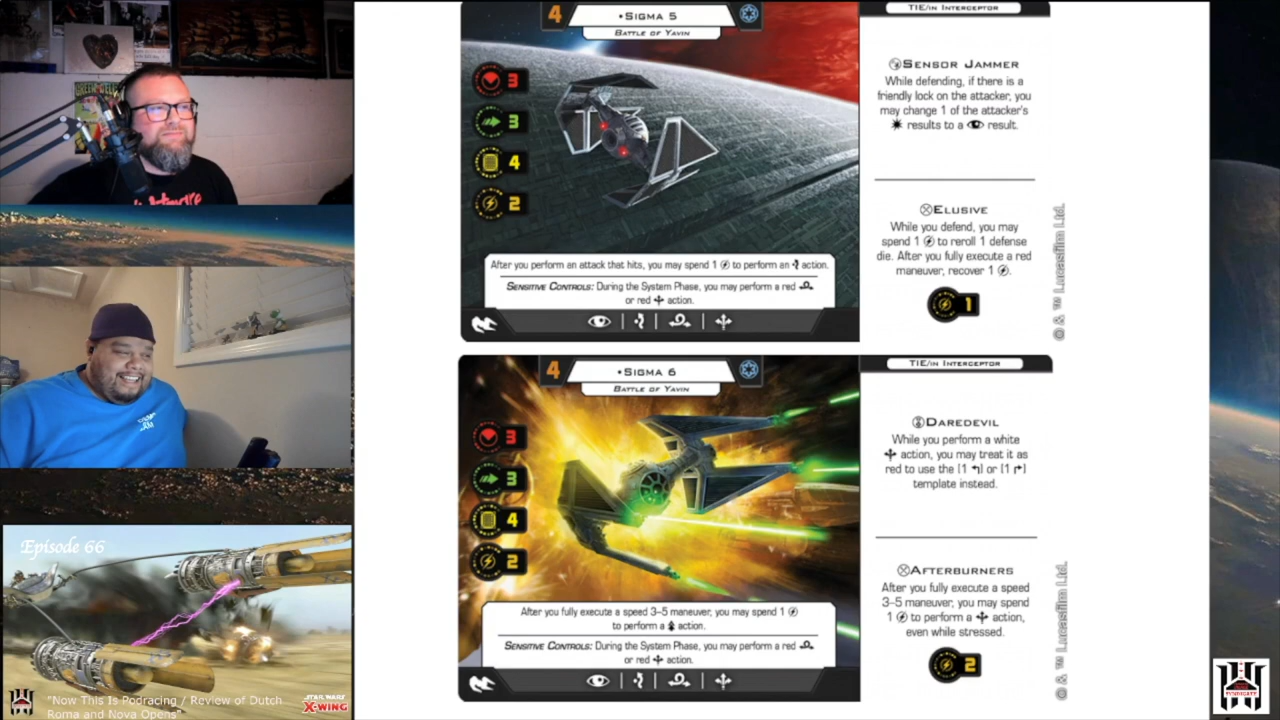 4
•Sigma 5
Battle of Yavin
3
3
4
2
After you perform an attack that hits, you may spend 1 to perform an action.
Sensitive Controls: During the System Phase, you may perform a red
or red action.
TIE/in Interceptor
Sensor Jammer
While defending, if there is a
friendly lock on the attacker, you
may change 1 of the attacker's
results to a result.
Elusive
While you defend, you may
spend 1 to reroll 1 defense
die. After you fully execute a red
maneuver, recover 1.
1
© & ™ Lucasfilm Ltd.
4
•Sigma 6
Battle of Yavin
3
3
4
2
After you fully execute a speed 3–5 maneuver, you may spend 1
to perform a action.
Sensitive Controls: During the System Phase, you may perform a red
or red action.
TIE/in Interceptor
Daredevil
While you perform a white
action, you may treat it as
red to use the [1 ] or [1 ]
template instead.
Afterburners
After you fully execute a speed
3–5 maneuver, you may spend
1 to perform a action,
even while stressed.
2
© & ™ Lucasfilm Ltd.
Episode 66
"Now This Is Podracing / Review of Dutch
Roma and Nova Opens"
STAR WARS
X-WING
SYNDICATE